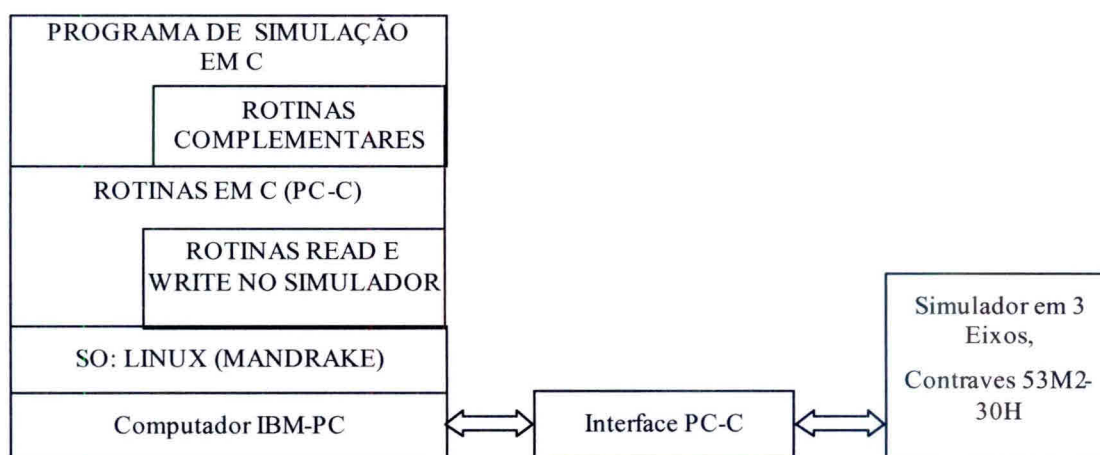 PROGRAMA DE SIMULAÇÃO
EM C
ROTINAS
COMPLEMENTARES
ROTINAS EM C (PC-C)
ROTINAS READ E
WRITE NO SIMULADOR
SO: LINUX (MANDRAKE)
Computador IBM-PC
Interface PC-C
Simulador em 3
Eixos,
Contraves 53M2-
30H